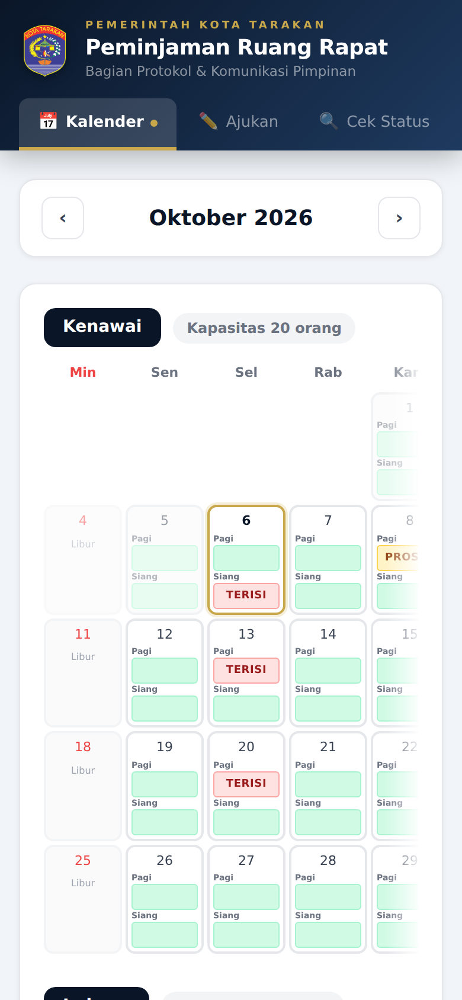 KOTA TARAKAN
PEMERINTAH KOTA TARAKAN
Peminjaman Ruang Rapat
Bagian Protokol & Komunikasi Pimpinan
July 17 Kalender
Ajukan
Cek Status
‹ Oktober 2026 ›
Kenawai Kapasitas 20 orang
Min Sen Sel Rab Kam
1
Pagi
Siang
4 5 6 7 8
Libur Pagi Pagi Pagi Pagi
PROS
Siang Siang Siang Siang
TERISI
11 12 13 14 15
Libur Pagi Pagi Pagi Pagi
TERISI
Siang Siang Siang Siang
18 19 20 21 22
Libur Pagi Pagi Pagi Pagi
TERISI
Siang Siang Siang Siang
25 26 27 28 29
Libur Pagi Pagi Pagi Pagi
Siang Siang Siang Siang